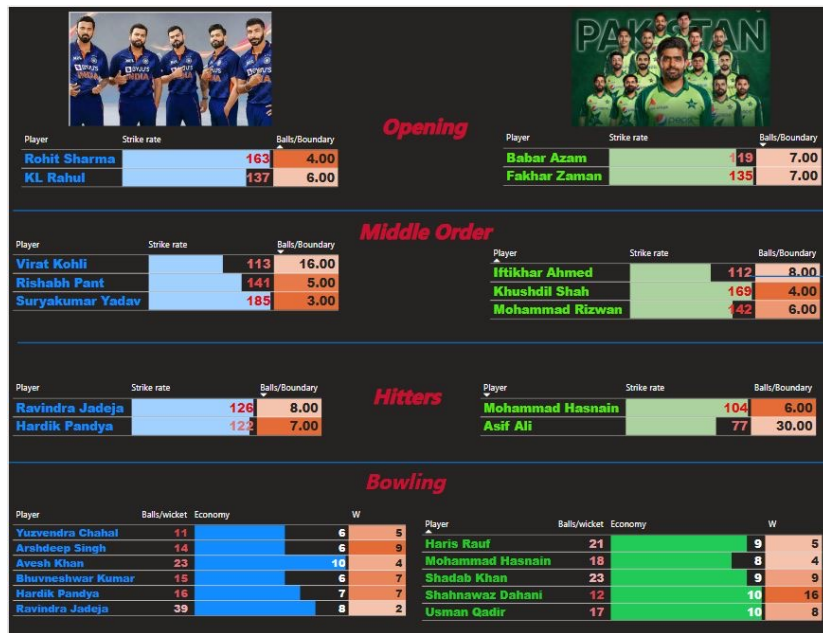 PAKISTAN
INDIA
Opening
Player Strike rate Balls/Boundary
Rohit Sharma 163 4.00
KL Rahul 137 6.00
Player Strike rate Balls/Boundary
Babar Azam 119 7.00
Fakhar Zaman 135 7.00
Middle Order
Player Strike rate Balls/Boundary
Virat Kohli 113 16.00
Rishabh Pant 141 5.00
Suryakumar Yadav 185 3.00
Player Strike rate Balls/Boundary
Iftikhar Ahmed 112 8.00
Khushdil Shah 169 4.00
Mohammad Rizwan 142 6.00
Hitters
Player Strike rate Balls/Boundary
Ravindra Jadeja 126 8.00
Hardik Pandya 122 7.00
Player Strike rate Balls/Boundary
Mohammad Hasnain 104 6.00
Asif Ali 77 30.00
Bowling
Player Balls/wicket Economy W
Yuzvendra Chahal 11 6 5
Arshdeep Singh 14 6 9
Avesh Khan 23 10 4
Bhuvneshwar Kumar 15 6 7
Hardik Pandya 16 7 7
Ravindra Jadeja 39 8 2
Player Balls/wicket Economy W
Haris Rauf 21 9 5
Mohammad Hasnain 18 8 4
Shadab Khan 23 9 9
Shahnawaz Dahani 12 10 16
Usman Qadir 17 10 8